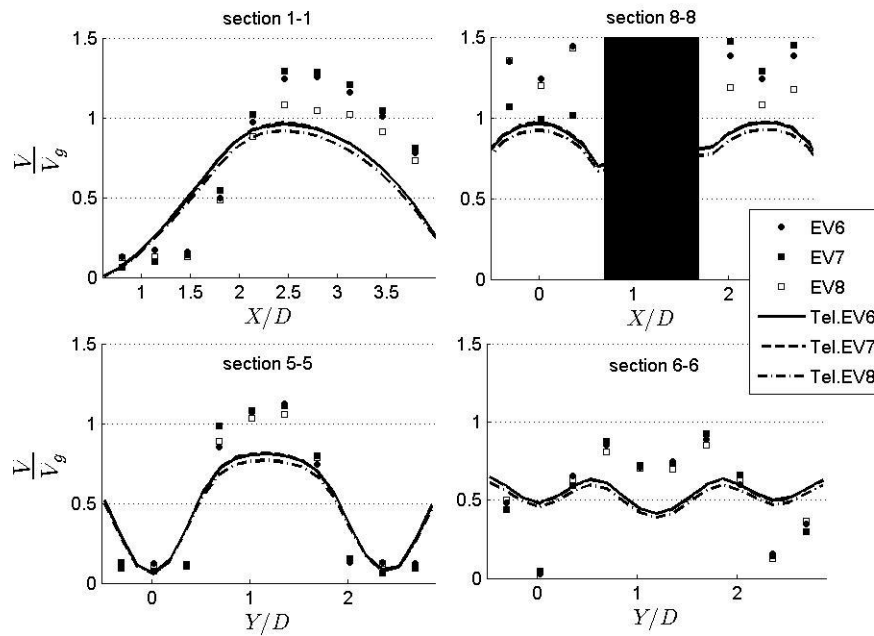 section 1-1
1.5
1
0.5
0
V/V_g
1 1.5 2 2.5 3 3.5
X/D
section 8-8
1.5
1
0.5
0
0 1 2
X/D
EV6
EV7
EV8
Tel.EV6
Tel.EV7
Tel.EV8
section 5-5
1.5
1
0.5
0
V/V_g
0 1 2
Y/D
section 6-6
1.5
1
0.5
0
0 1 2
Y/D